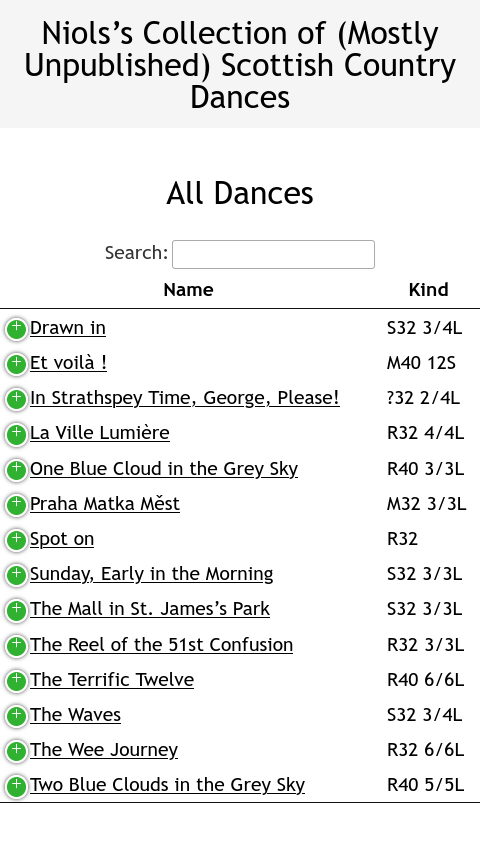 Niols’s Collection of (Mostly
Unpublished) Scottish Country
Dances
All Dances
Search:
Name Kind
Drawn in S32 3/4L
Et voilà ! M40 12S
In Strathspey Time, George, Please! ?32 2/4L
La Ville Lumière R32 4/4L
One Blue Cloud in the Grey Sky R40 3/3L
Praha Matka Měst M32 3/3L
Spot on R32
Sunday, Early in the Morning S32 3/3L
The Mall in St. James’s Park S32 3/3L
The Reel of the 51st Confusion R32 3/3L
The Terrific Twelve R40 6/6L
The Waves S32 3/4L
The Wee Journey R32 6/6L
Two Blue Clouds in the Grey Sky R40 5/5L